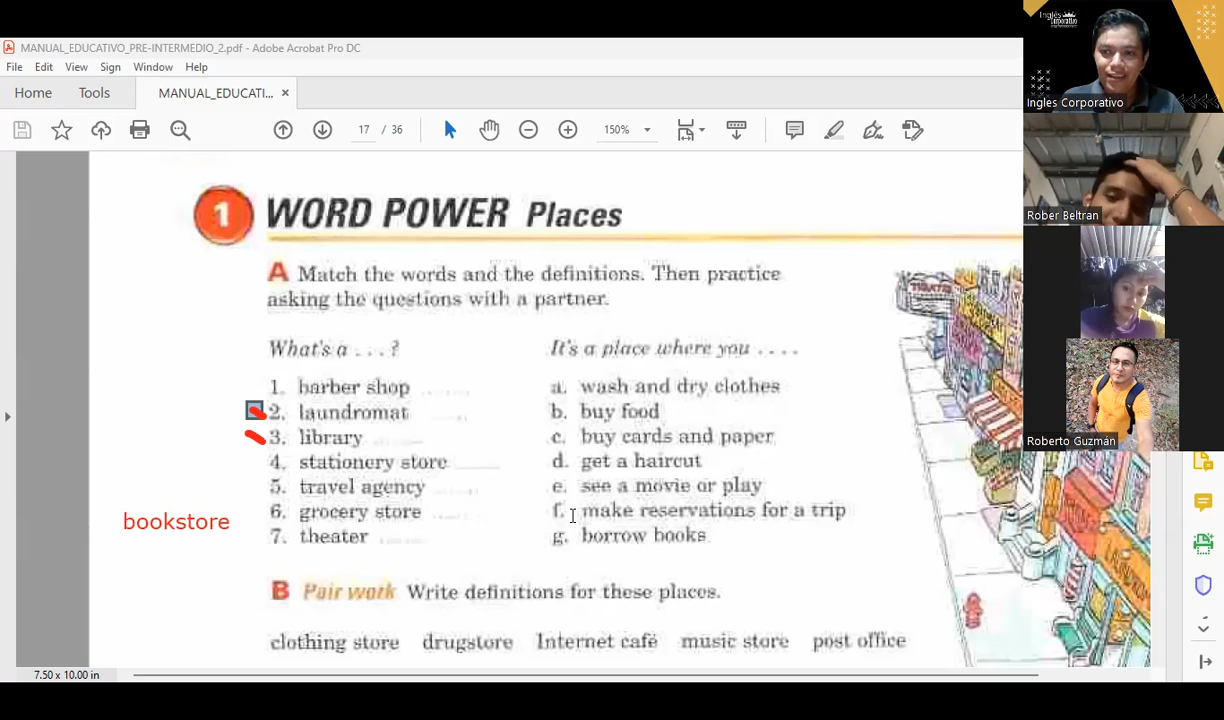 MANUAL_EDUCATIVO_PRE-INTERMEDIO_2.pdf - Adobe Acrobat Pro DC
File Edit View Sign Window Help
Home Tools MANUAL_EDUCATI...
17 / 36 150%
1 WORD POWER Places
A Match the words and the definitions. Then practice
asking the questions with a partner.
What's a . . . ? It's a place where you . . . .
1. barber shop a. wash and dry clothes
2. laundromat b. buy food
3. library c. buy cards and paper
4. stationery store d. get a haircut
5. travel agency e. see a movie or play
6. grocery store f. make reservations for a trip
7. theater g. borrow books
bookstore
B Pair work Write definitions for these places.
clothing store drugstore Internet café music store post office
7.50 x 10.00 in
Inglés
Corporativo
Ingles Corporativo
Rober Beltran
Roberto Guzmán
THEATER